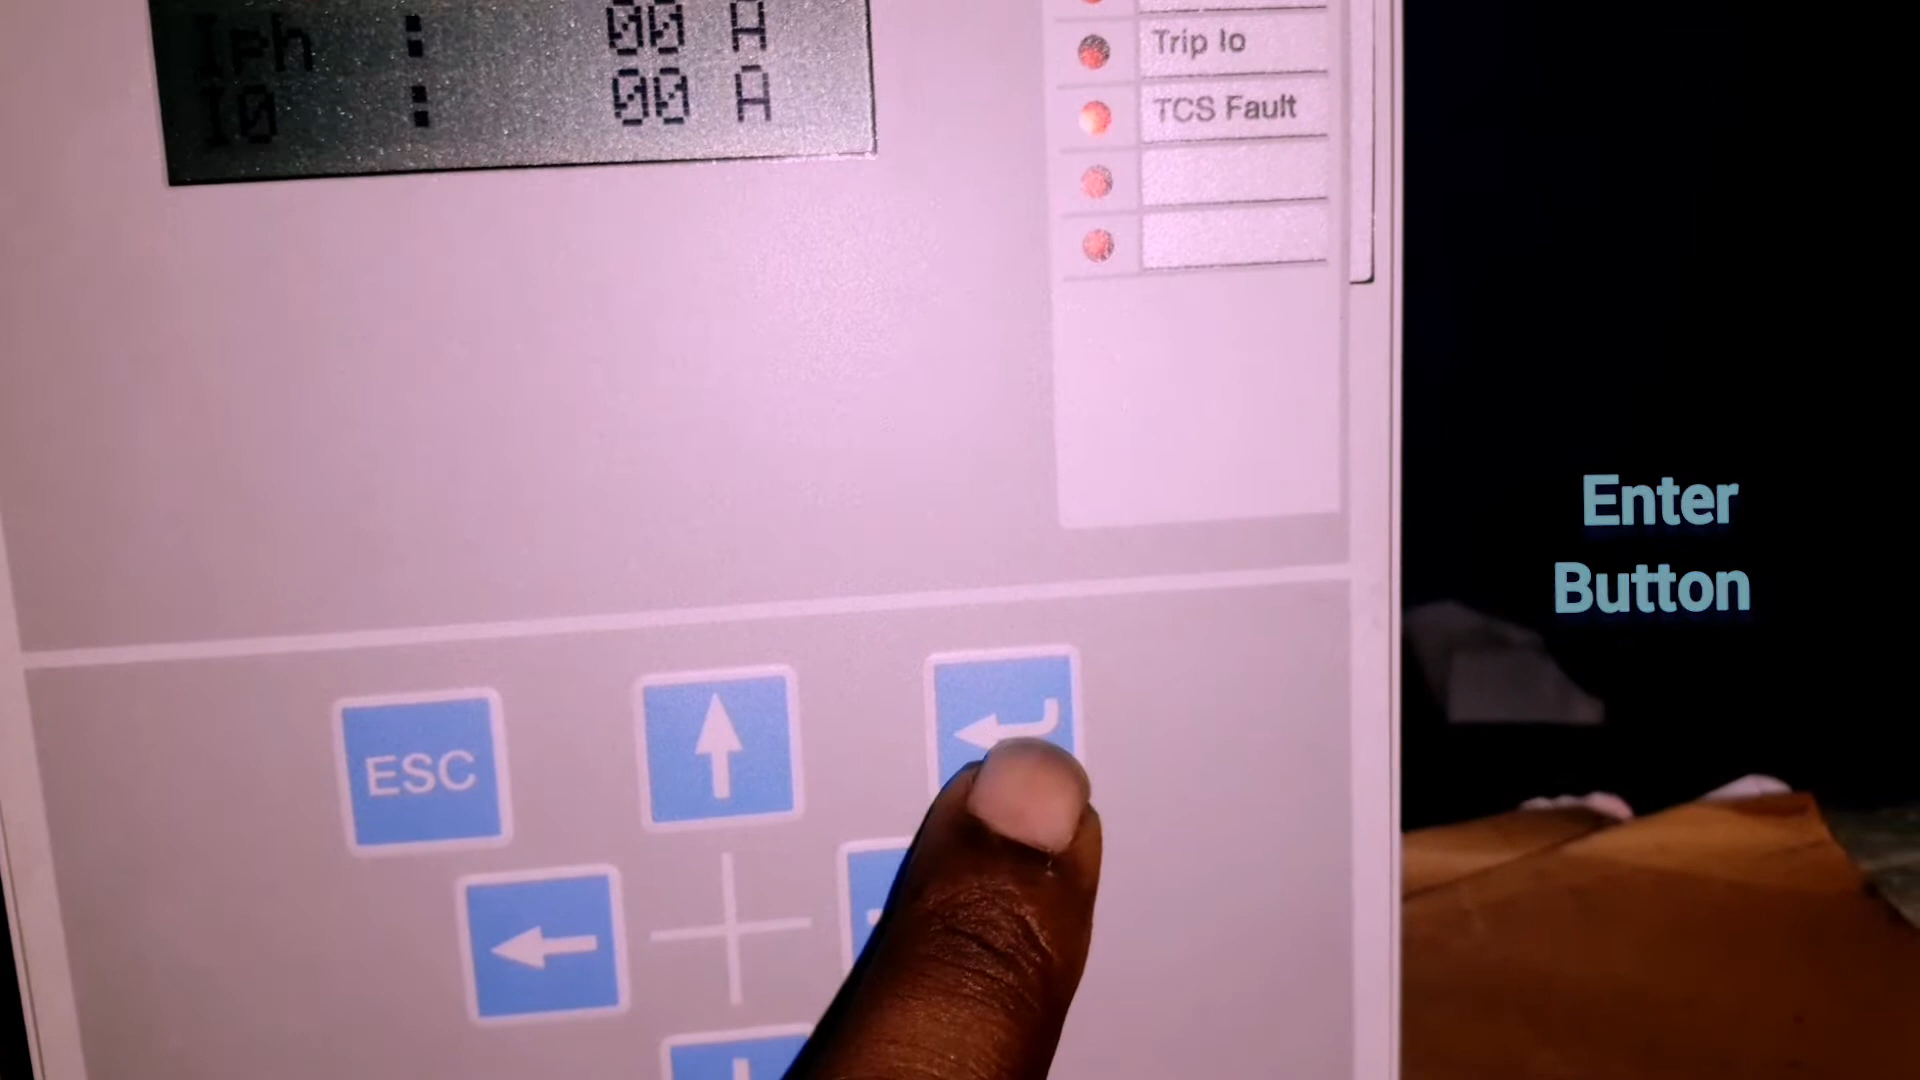 Iph : 00 A
I0 : 00 A
Trip Io
TCS Fault
Enter
Button
ESC